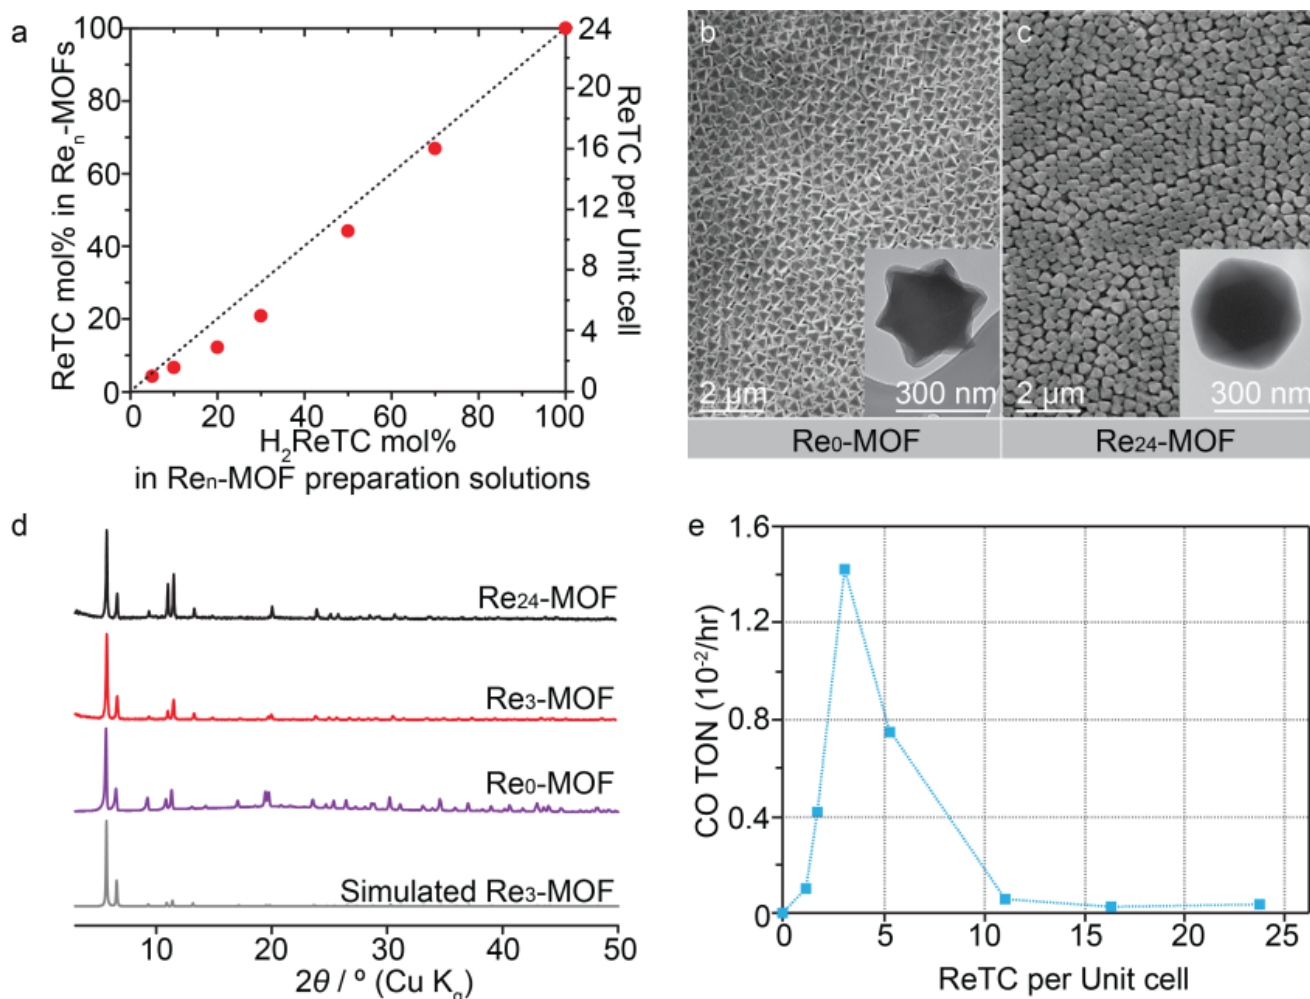 a
100
80
60
40
20
0
ReTC mol% in Reₙ-MOFs
24
20
16
12
8
4
0
ReTC per Unit cell
0 20 40 60 80 100
H₂ReTC mol%
in Reₙ-MOF preparation solutions
b
2 µm
300 nm
Re₀-MOF
c
2 µm
300 nm
Re₂₄-MOF
d
Re₂₄-MOF
Re₃-MOF
Re₀-MOF
Simulated Re₃-MOF
10 20 30 40 50
2θ / º (Cu Kα)
e
1.6
1.2
0.8
0.4
0
CO TON (10⁻²/hr)
0 5 10 15 20 25
ReTC per Unit cell